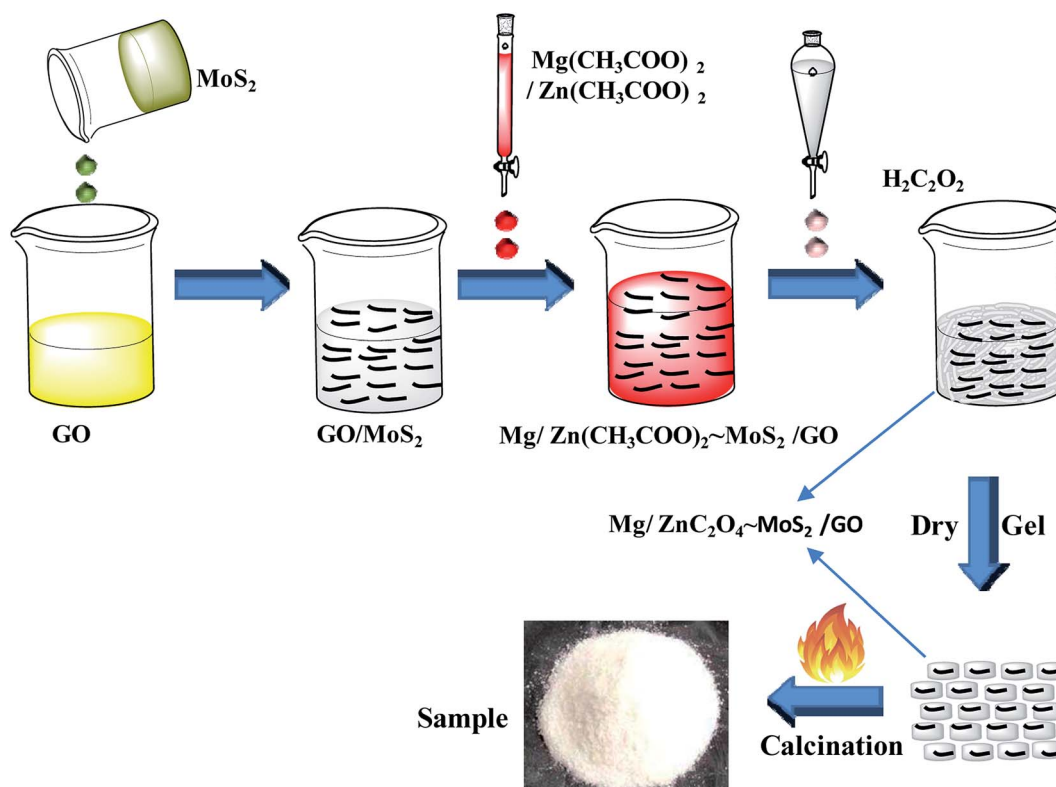 MoS₂
Mg(CH₃COO) ₂
/ Zn(CH₃COO) ₂
H₂C₂O₂
GO
GO/MoS₂
Mg/ Zn(CH₃COO)₂~MoS₂ /GO
Mg/ ZnC₂O₄~MoS₂ /GO
Dry Gel
Sample
Calcination